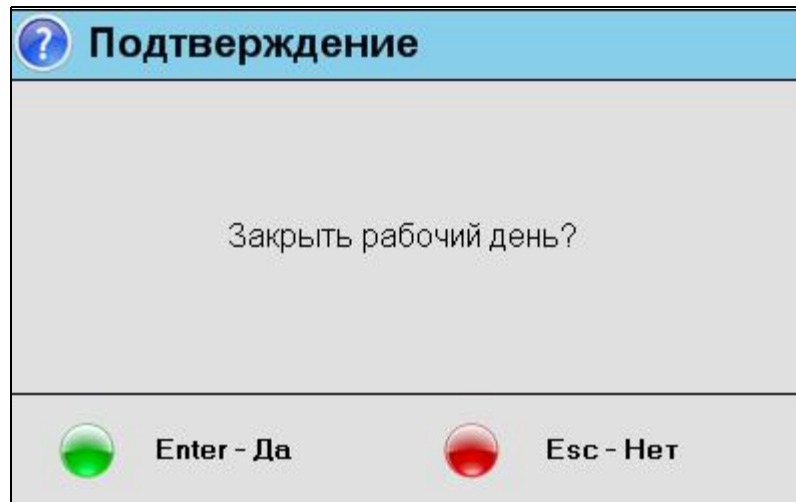 Подтверждение
Закрыть рабочий день?
Enter - Да
Esc - Нет